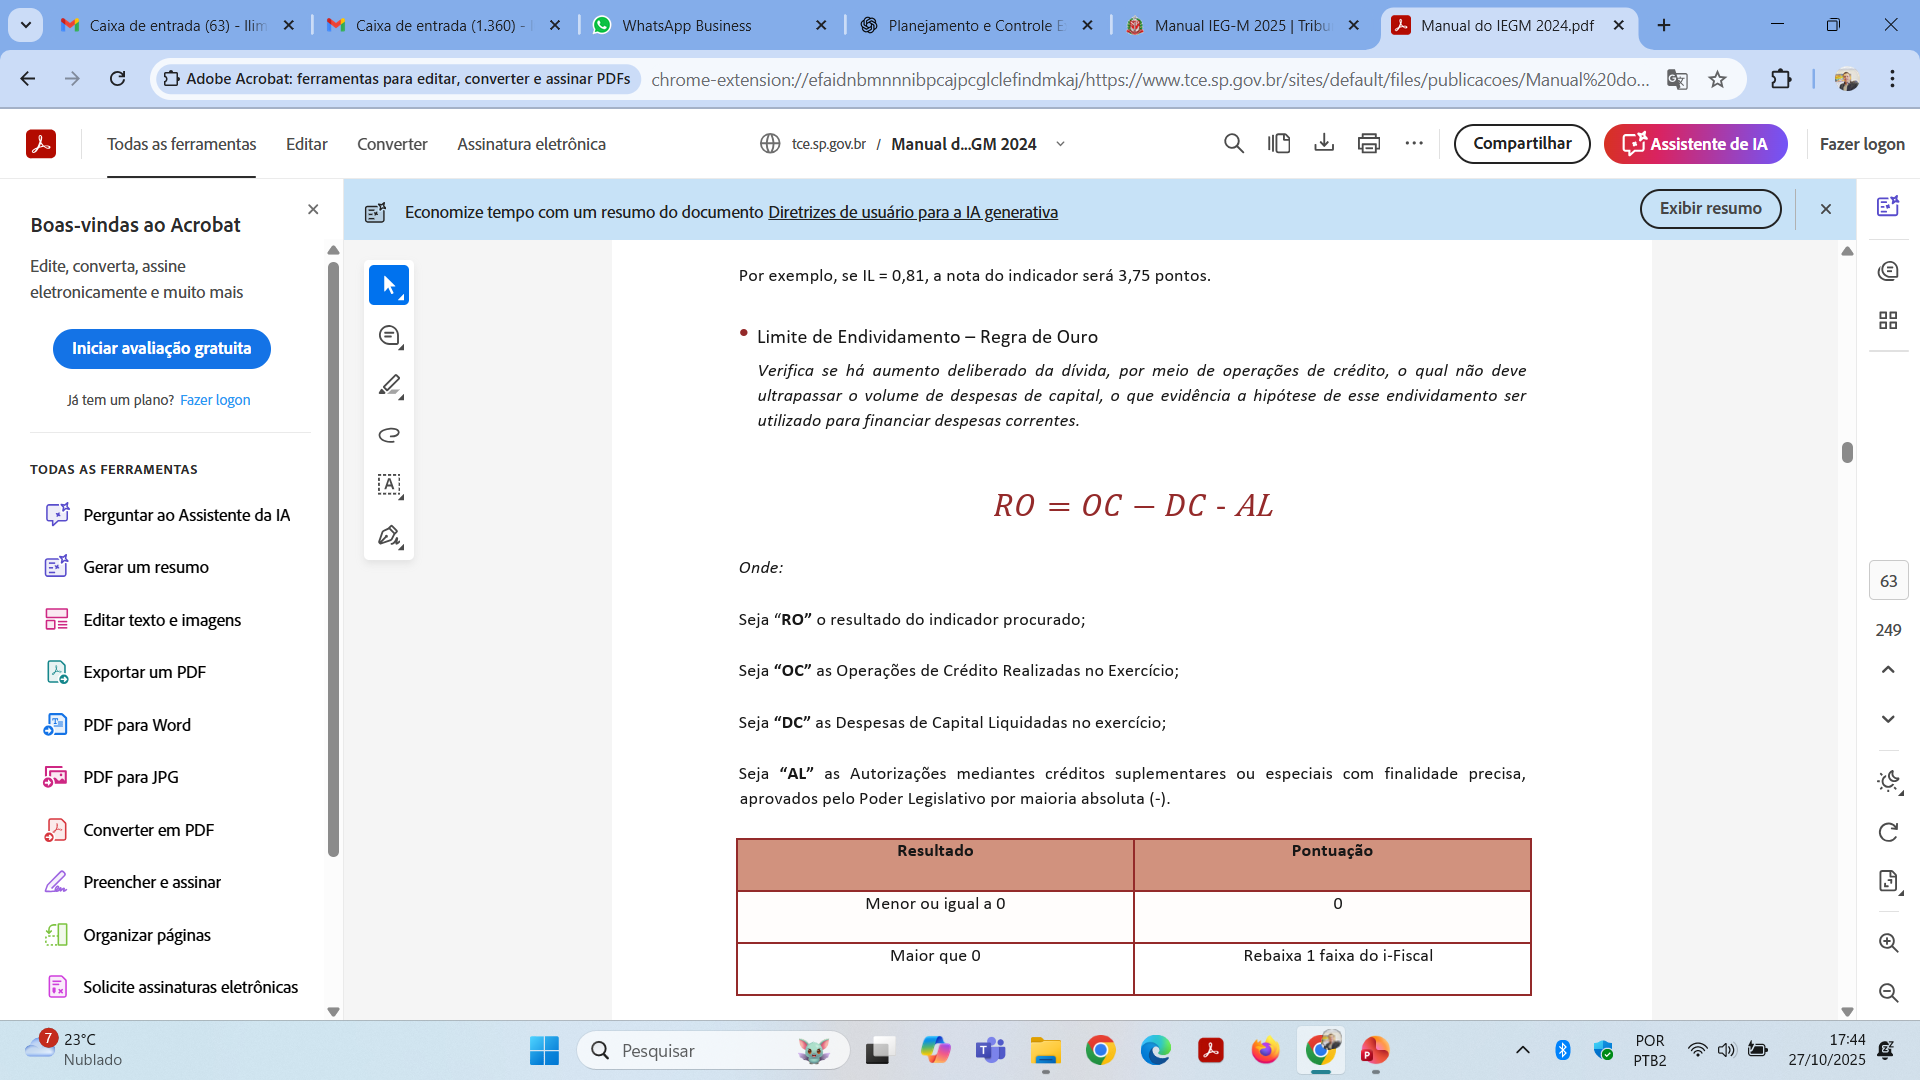 Caixa de entrada (63) - Ilim
Caixa de entrada (1.360) -
WhatsApp Business
Planejamento e Controle E
Manual IEG-M 2025 | Tribu
Manual do IEGM 2024.pdf
Adobe Acrobat: ferramentas para editar, converter e assinar PDFs
chrome-extension://efaidnbmnnnibpcajpcglclefindmkaj/https://www.tce.sp.gov.br/sites/default/files/publicacoes/Manual%20do...
Todas as ferramentas
Editar
Converter
Assinatura eletrônica
tce.sp.gov.br / Manual d...GM 2024
Compartilhar
Assistente de IA
Fazer logon
Boas-vindas ao Acrobat
Edite, converta, assine
eletronicamente e muito mais
Iniciar avaliação gratuita
Já tem um plano? Fazer logon
TODAS AS FERRAMENTAS
Perguntar ao Assistente da IA
Gerar um resumo
Editar texto e imagens
Exportar um PDF
PDF para Word
PDF para JPG
Converter em PDF
Preencher e assinar
Organizar páginas
Solicite assinaturas eletrônicas
Economize tempo com um resumo do documento Diretrizes de usuário para a IA generativa
Exibir resumo
Por exemplo, se IL = 0,81, a nota do indicador será 3,75 pontos.
• Limite de Endividamento – Regra de Ouro
Verifica se há aumento deliberado da dívida, por meio de operações de crédito, o qual não deve
ultrapassar o volume de despesas de capital, o que evidência a hipótese de esse endividamento ser
utilizado para financiar despesas correntes.
RO = OC − DC - AL
Onde:
Seja “RO” o resultado do indicador procurado;
Seja “OC” as Operações de Crédito Realizadas no Exercício;
Seja “DC” as Despesas de Capital Liquidadas no exercício;
Seja “AL” as Autorizações mediantes créditos suplementares ou especiais com finalidade precisa,
aprovados pelo Poder Legislativo por maioria absoluta (-).
Resultado Pontuação
Menor ou igual a 0 0
Maior que 0 Rebaixa 1 faixa do i-Fiscal
63
249
7
23°C
Nublado
Pesquisar
POR
PTB2
17:44
27/10/2025